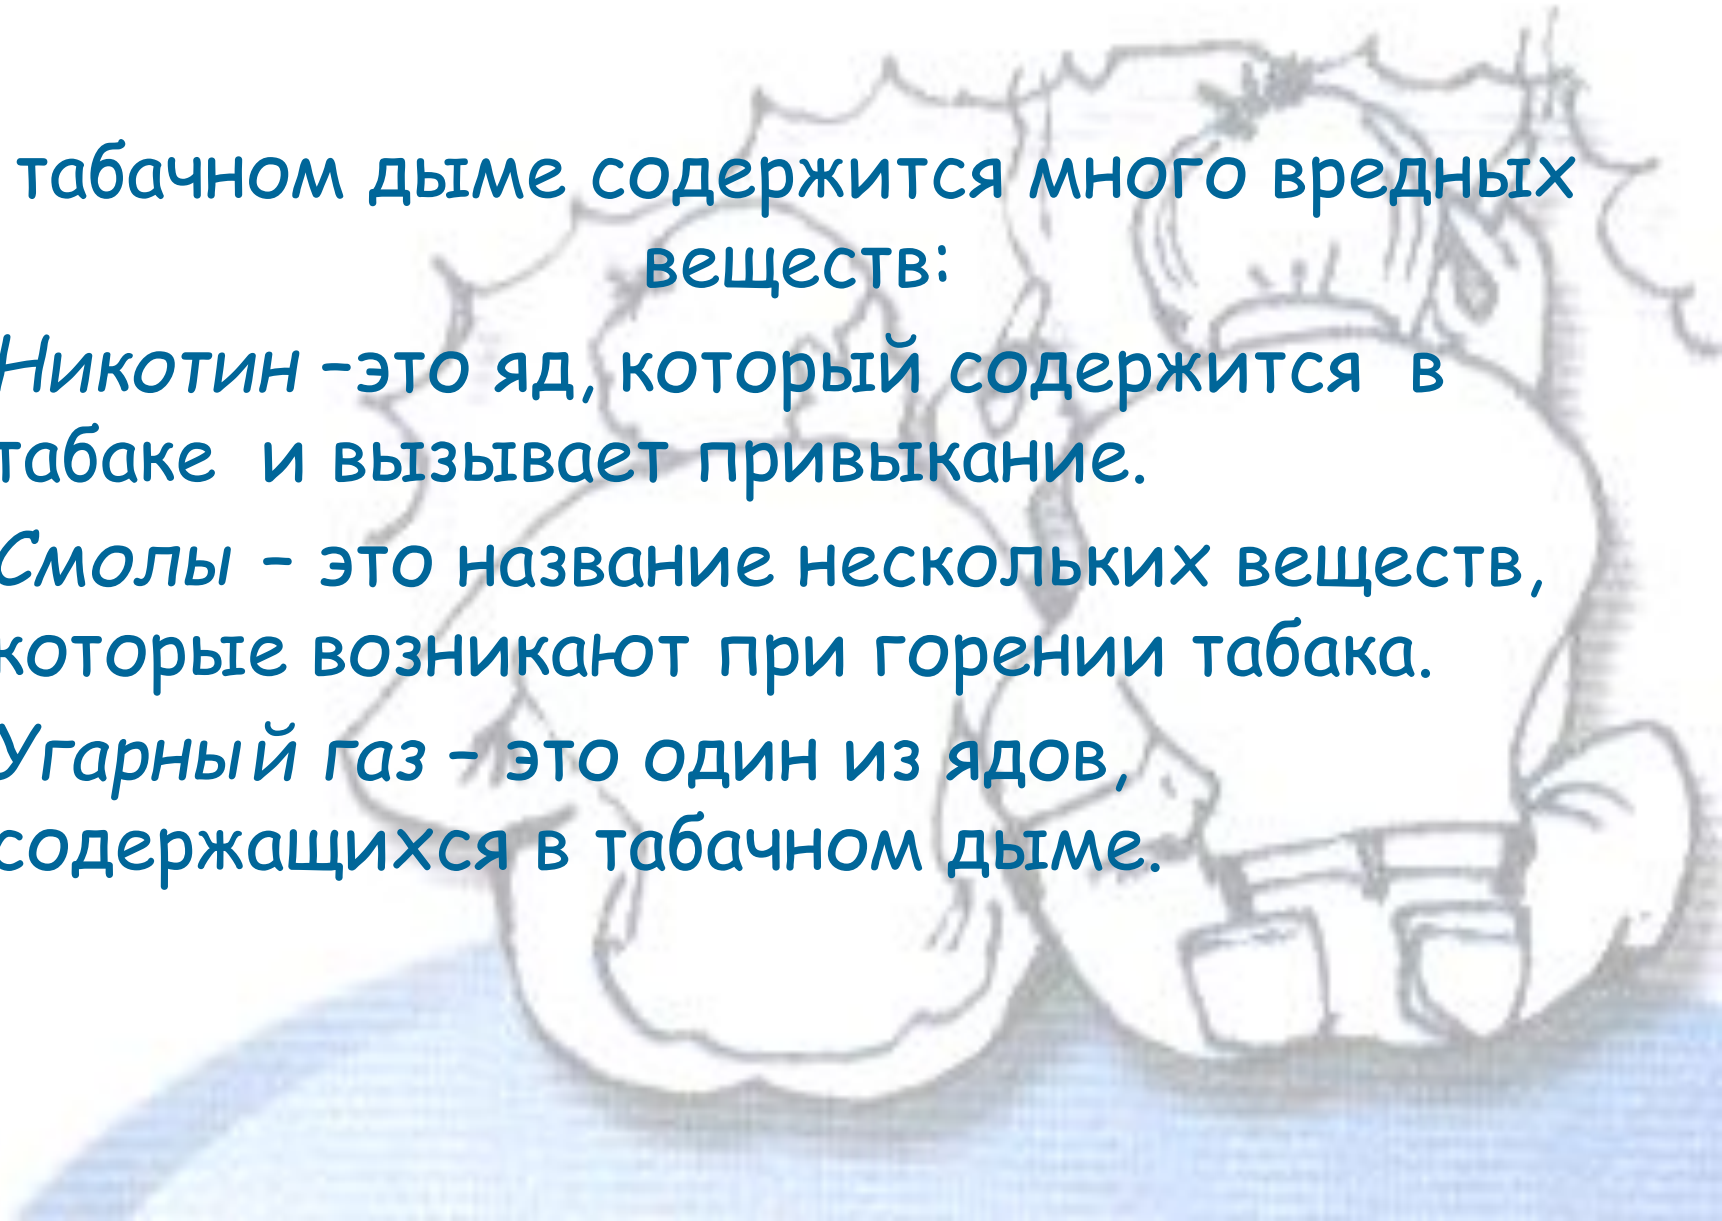 табачном дыме содержится много вредных
веществ:
Никотин –это яд, который содержится в
табаке и вызывает привыкание.
Смолы – это название нескольких веществ,
которые возникают при горении табака.
Угарный газ – это один из ядов,
содержащихся в табачном дыме.